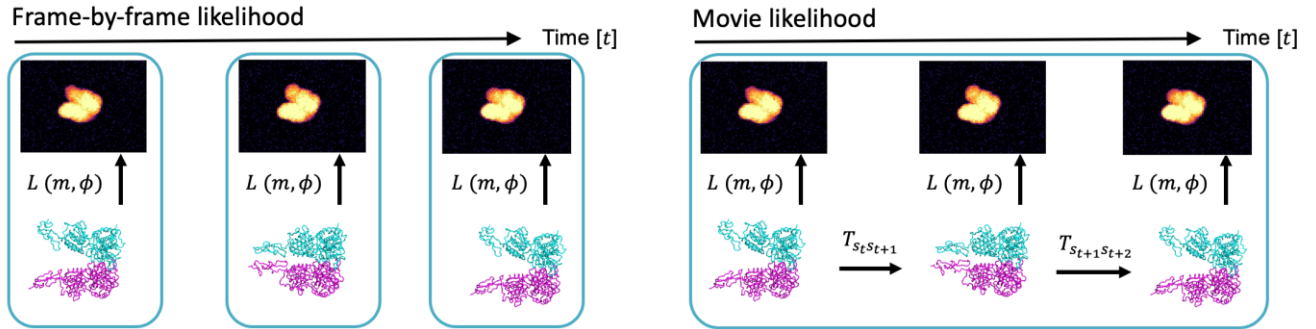 Frame-by-frame likelihood
Time [t]
L (m, ϕ)
L (m, ϕ)
L (m, ϕ)
Movie likelihood
Time [t]
L (m, ϕ)
L (m, ϕ)
L (m, ϕ)
T_{s_t s_{t+1}}
T_{s_{t+1} s_{t+2}}